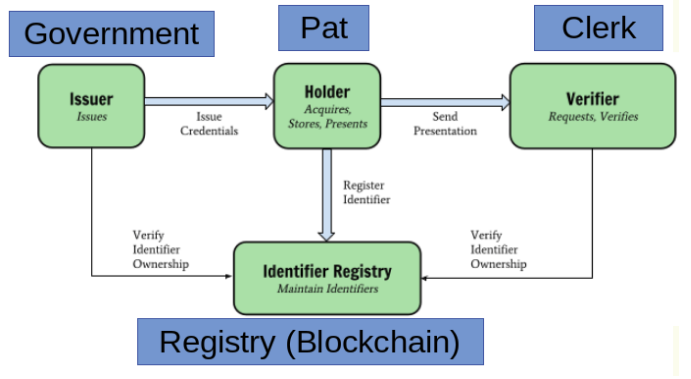 Government
Pat
Clerk
Issuer
Issues
Issue
Credentials
Holder
Acquires,
Stores, Presents
Send
Presentation
Verifier
Requests, Verifies
Register
Identifier
Verify
Identifier
Ownership
Verify
Identifier
Ownership
Identifier Registry
Maintain Identifiers
Registry (Blockchain)